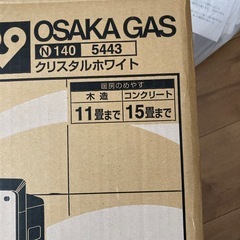 29 OSAKA GAS
N 140 5443
クリスタルホワイト
暖房のめやす
木造 コンクリート
11畳まで 15畳まで